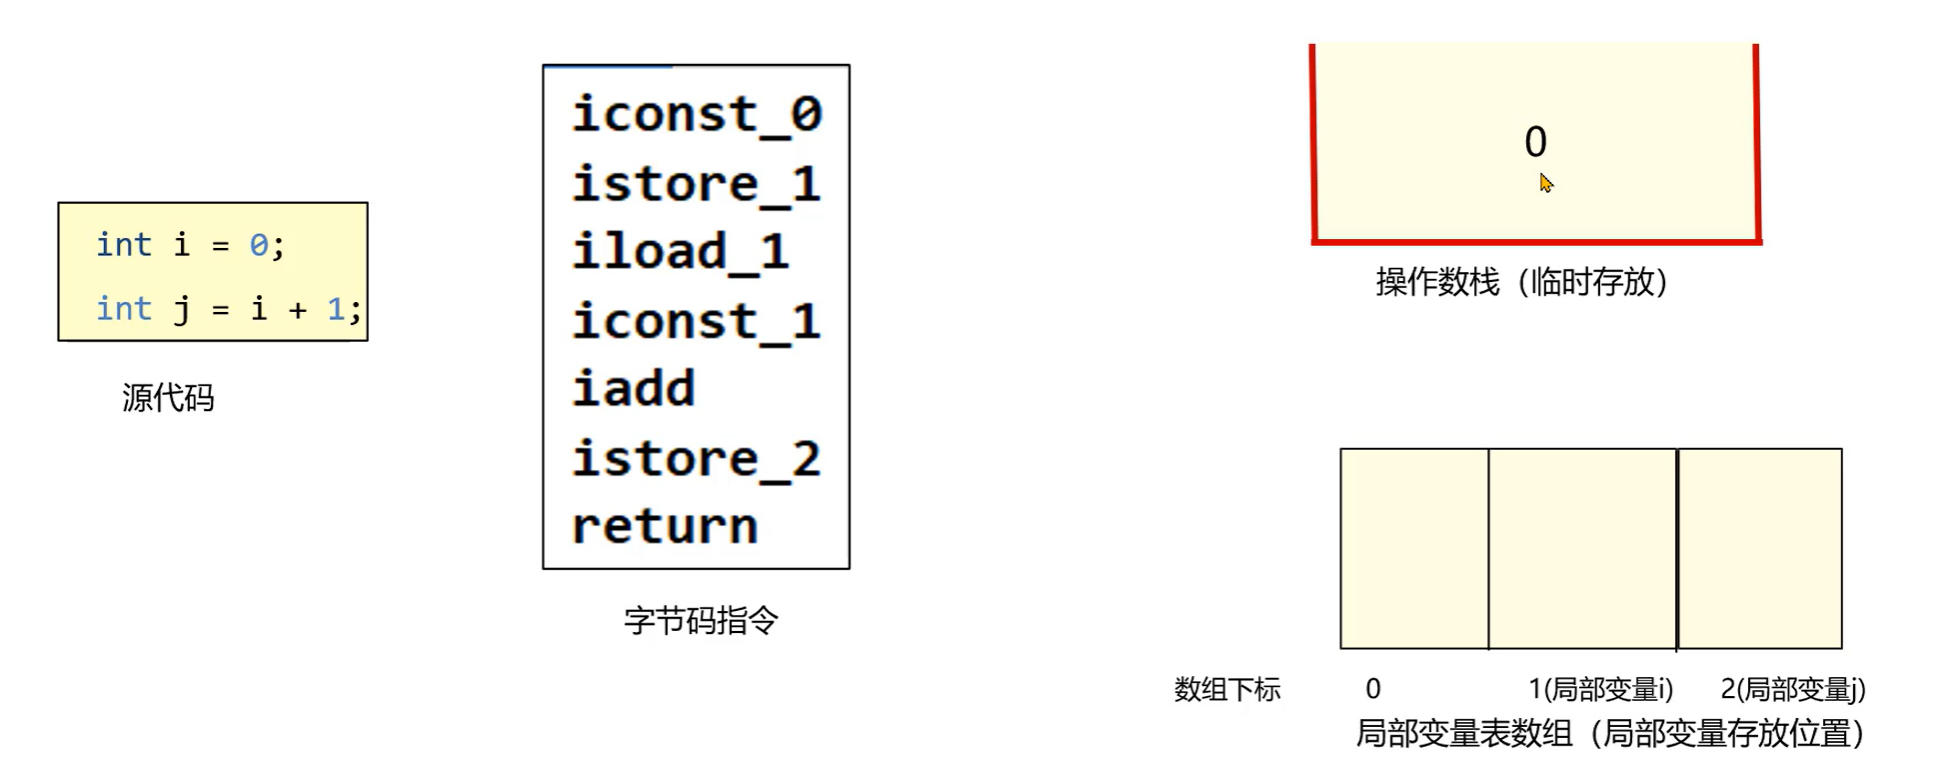 int i = 0;
int j = i + 1;
源代码
iconst_0
istore_1
iload_1
iconst_1
iadd
istore_2
return
字节码指令
0
操作数栈（临时存放）
数组下标 0 1(局部变量i) 2(局部变量j)
局部变量表数组（局部变量存放位置）